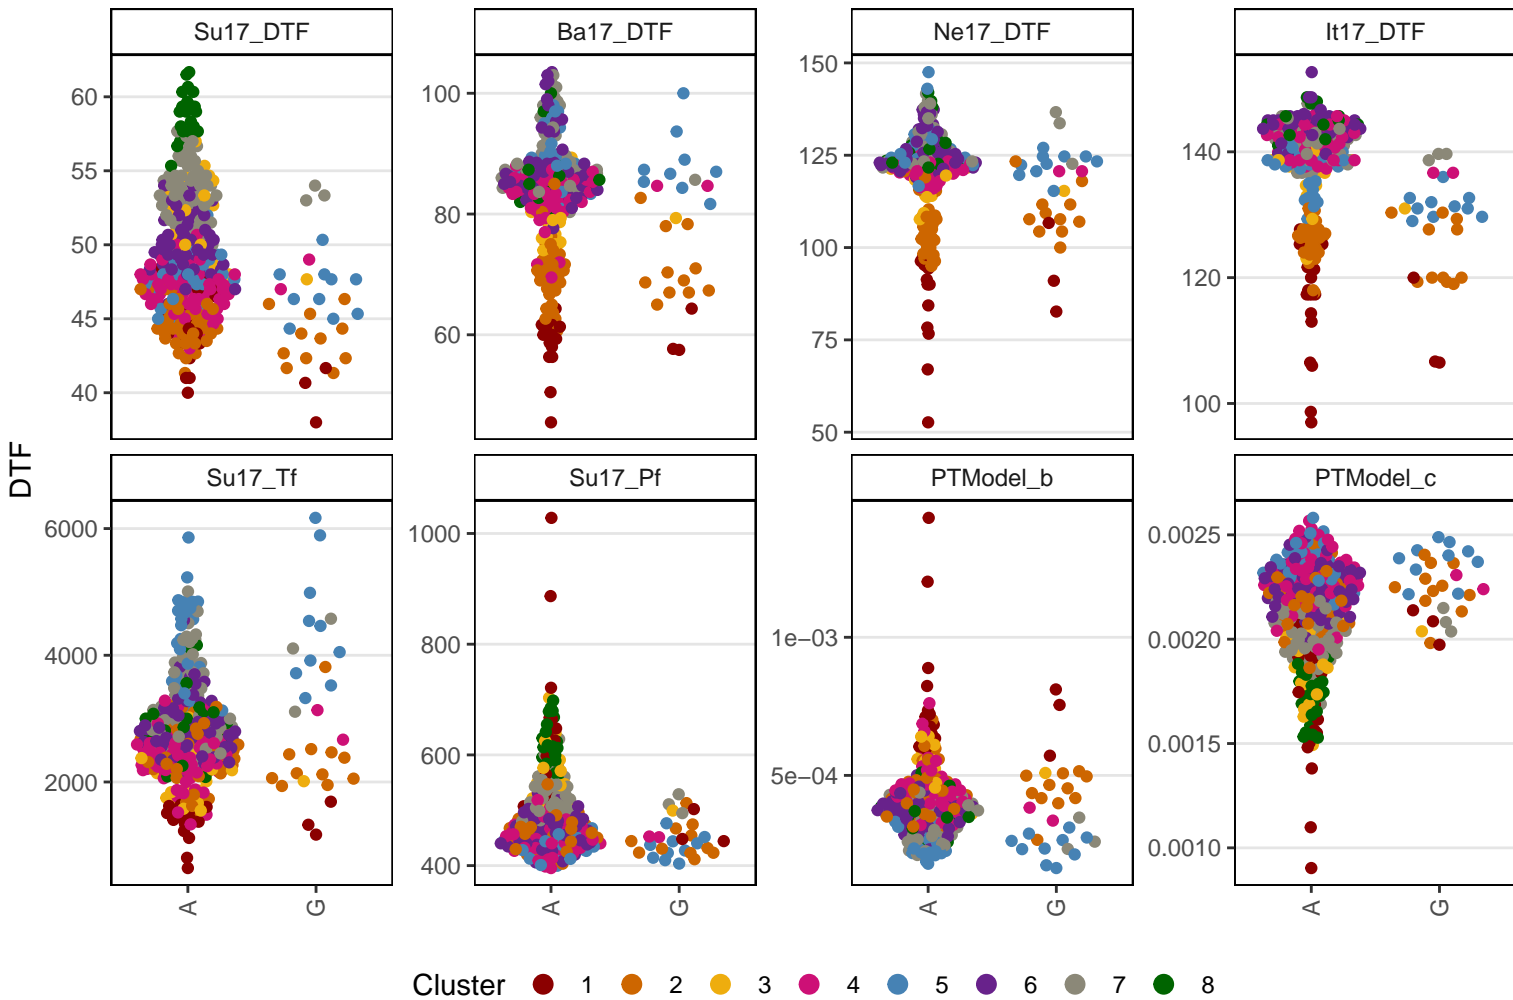 Su17_DTF Ba17_DTF Ne17_DTF It17_DTF
60 55 50 45 40
100 80 60
150 125 100 75 50
140 120 100
DTF
Su17_Tf Su17_Pf PTModel_b PTModel_c
6000 4000 2000
1000 800 600 400
1e-03 5e-04
0.0025 0.0020 0.0015 0.0010
A G A G A G A G
Cluster 1 2 3 4 5 6 7 8